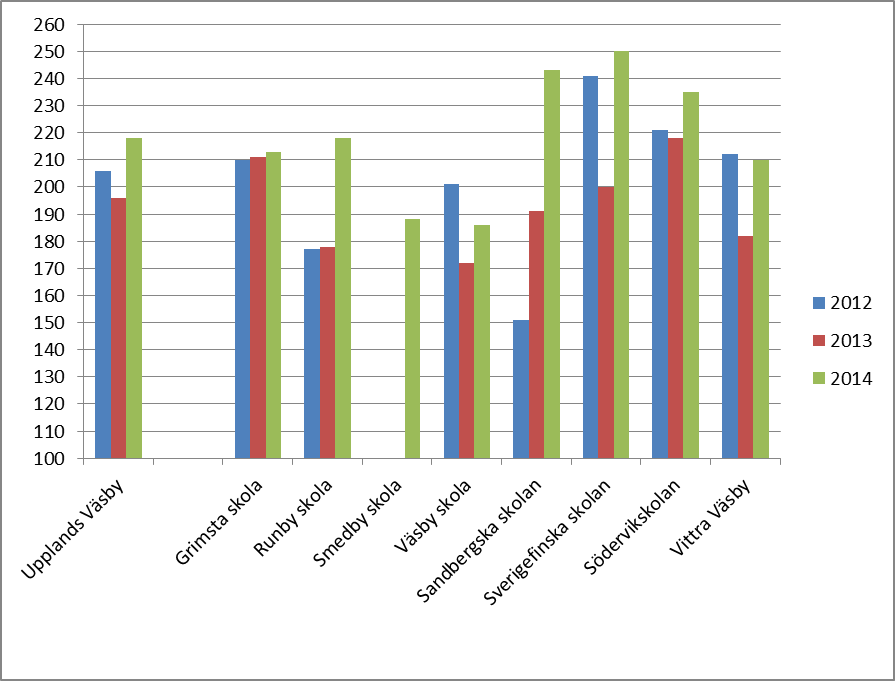 260
250
240
230
220
210
200
190
180
170
160
150
140
130
120
110
100
Upplands Väsby
Grimsta skola
Runby skola
Smedby skola
Väsby skola
Sandbergska skolan
Sverigefinska skolan
Södervikskolan
Vittra Väsby
2012
2013
2014